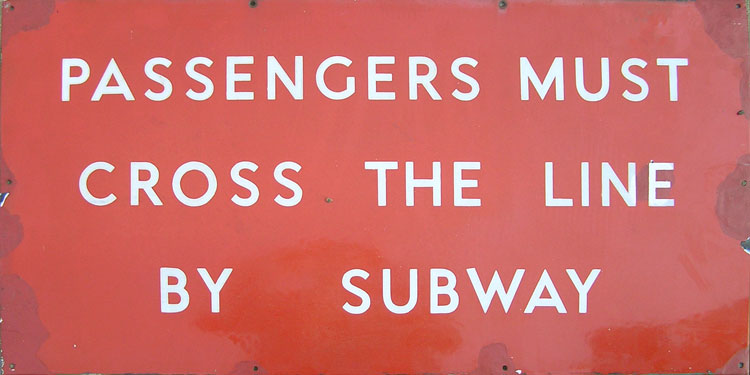 PASSENGERS MUST
CROSS THE LINE
BY SUBWAY